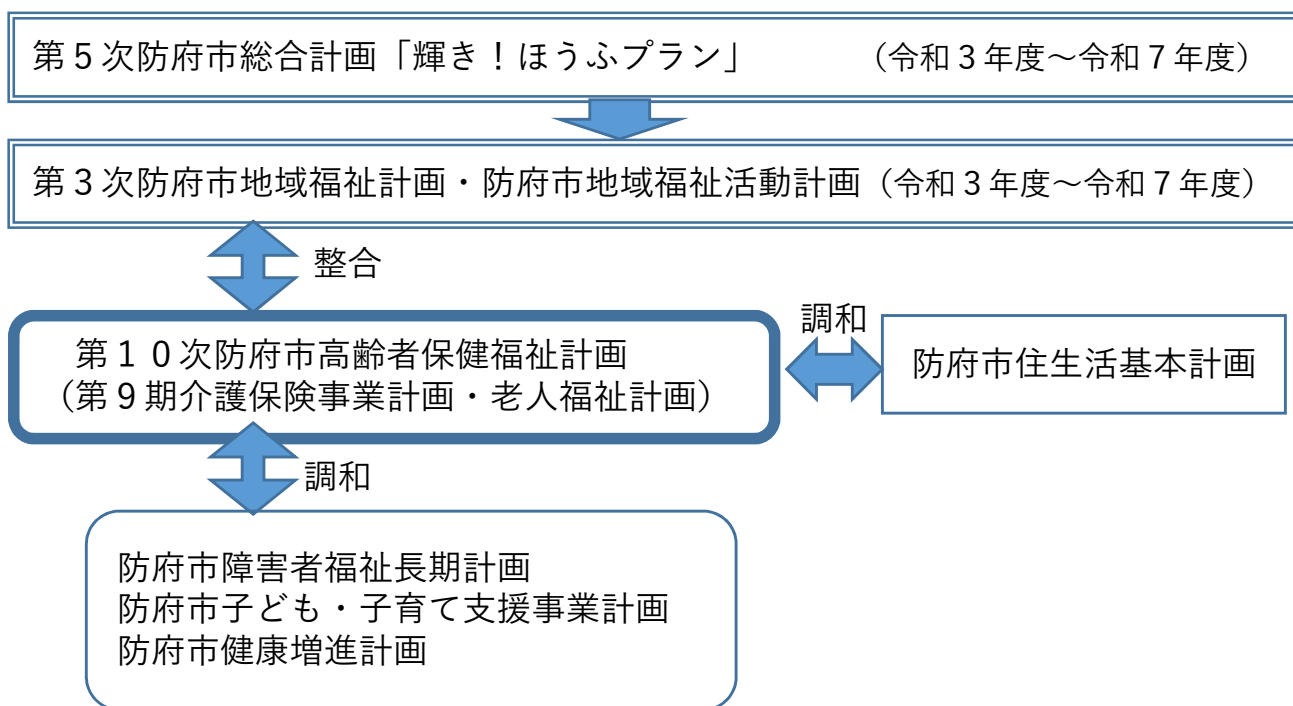 第５次防府市総合計画「輝き！ほうふプラン」　（令和３年度～令和７年度）
第３次防府市地域福祉計画・防府市地域福祉活動計画（令和３年度～令和７年度）
整合
第１０次防府市高齢者保健福祉計画
（第９期介護保険事業計画・老人福祉計画）
調和
防府市住生活基本計画
調和
防府市障害者福祉長期計画
防府市子ども・子育て支援事業計画
防府市健康増進計画